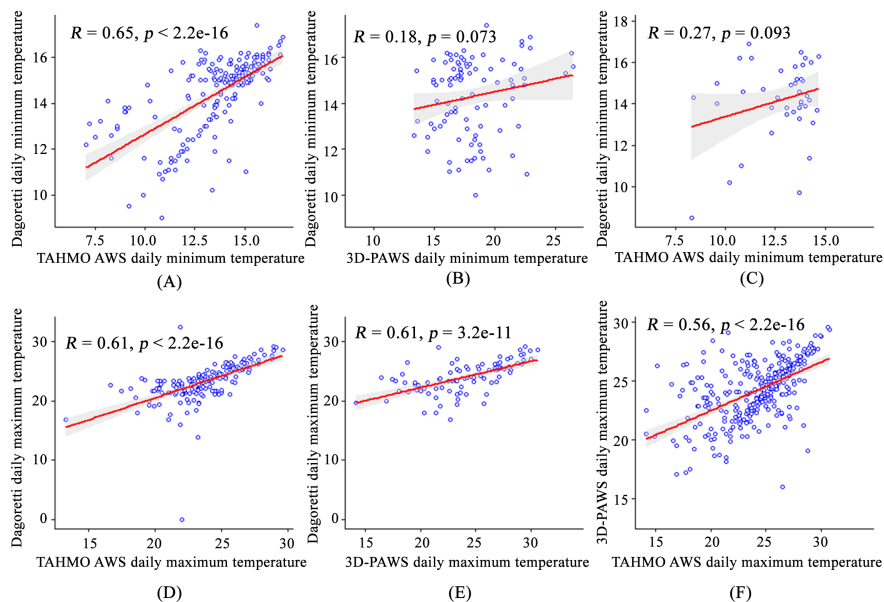 R = 0.65, p < 2.2e-16
Dagoretti daily minimum temperature
16
14
12
10
7.5 10.0 12.5 15.0
TAHMO AWS daily minimum temperature
(A)
R = 0.18, p = 0.073
Dagoretti daily minimum temperature
16
14
12
10
10 15 20 25
3D-PAWS daily minimum temperature
(B)
R = 0.27, p = 0.093
Dagoretti daily minimum temperature
18
16
14
12
10
7.5 10.0 12.5 15.0
TAHMO AWS daily minimum temperature
(C)
R = 0.61, p < 2.2e-16
Dagoretti daily maximum temperature
30
20
10
0
15 20 25 30
TAHMO AWS daily maximum temperature
(D)
R = 0.61, p = 3.2e-11
Dagoretti daily maximum temperature
30
20
10
0
15 20 25 30
3D-PAWS daily maximum temperature
(E)
R = 0.56, p < 2.2e-16
3D-PAWS daily maximum temperature
30
25
20
15
15 20 25 30
TAHMO AWS daily maximum temperature
(F)